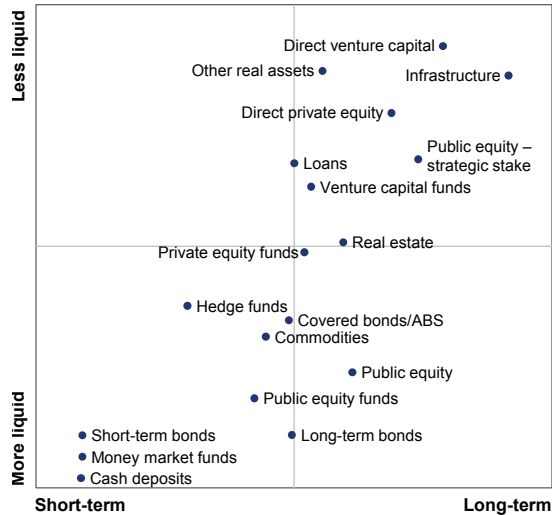 Less liquid
Direct venture capital
Other real assets
Infrastructure
Direct private equity
Public equity –
strategic stake
Loans
Venture capital funds
Real estate
Private equity funds
Hedge funds
Covered bonds/ABS
Commodities
Public equity
Public equity funds
Short-term bonds
Long-term bonds
Money market funds
Cash deposits
More liquid
Short-term
Long-term